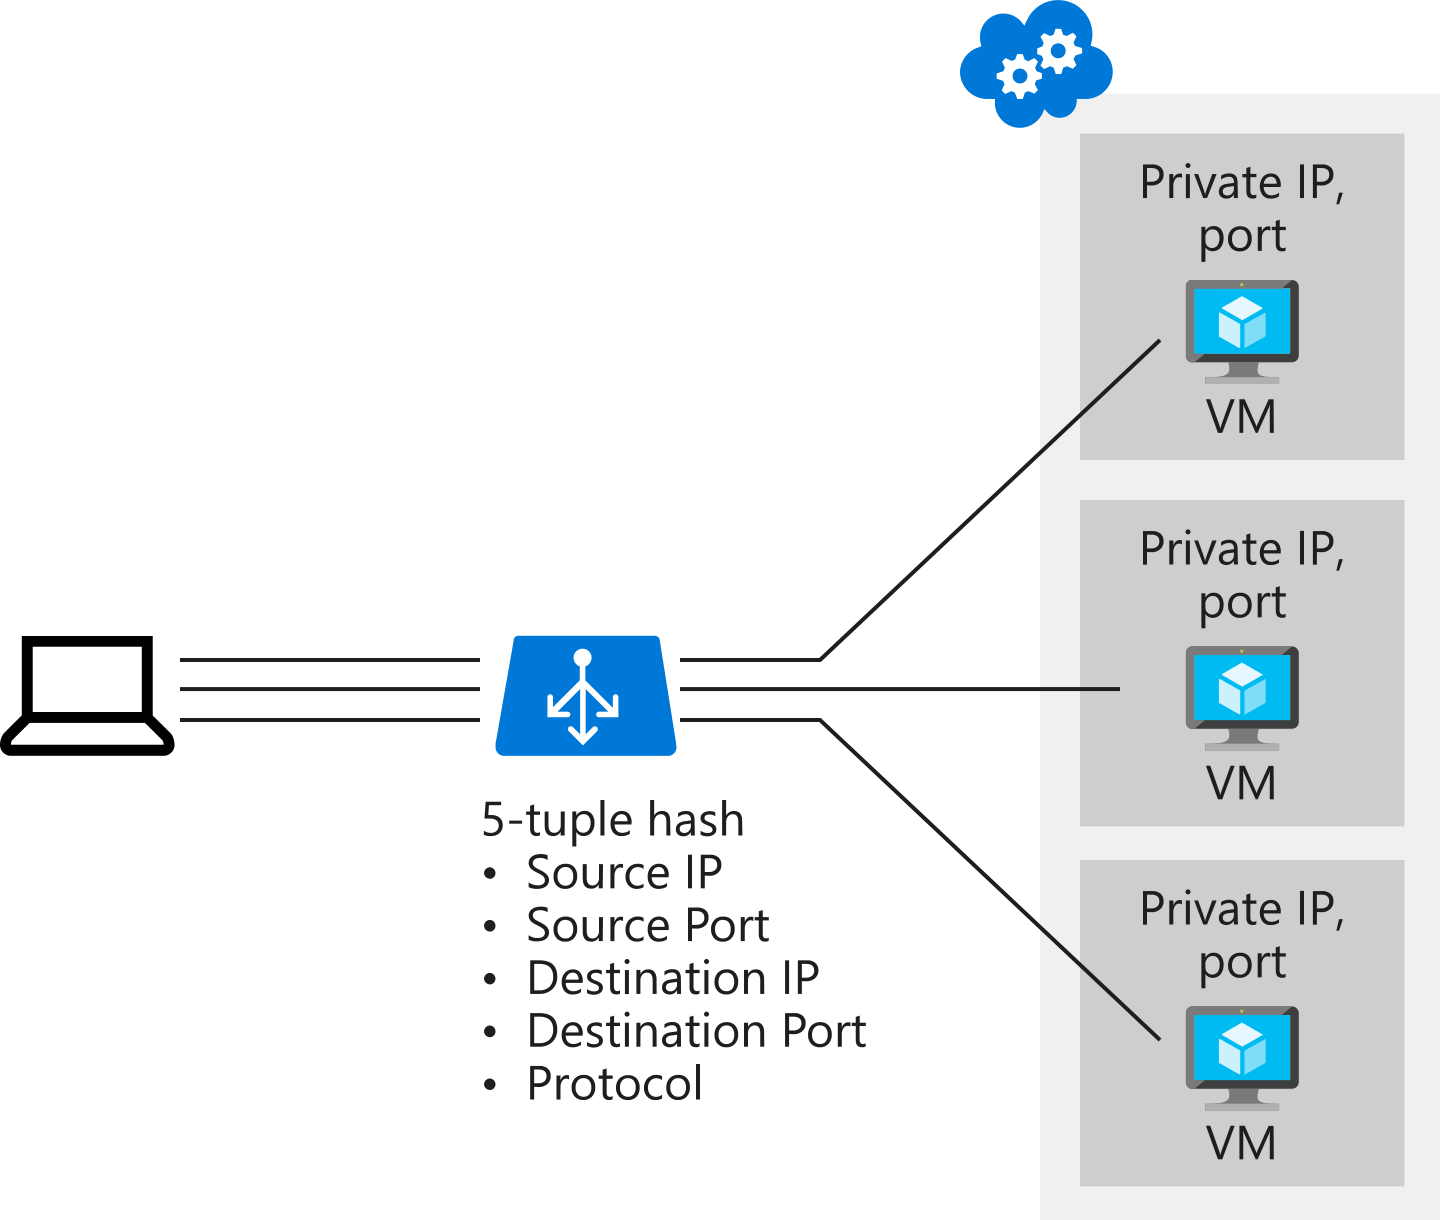 Private IP,
port
VM
Private IP,
port
VM
5-tuple hash
• Source IP
• Source Port
• Destination IP
• Destination Port
• Protocol
Private IP,
port
VM